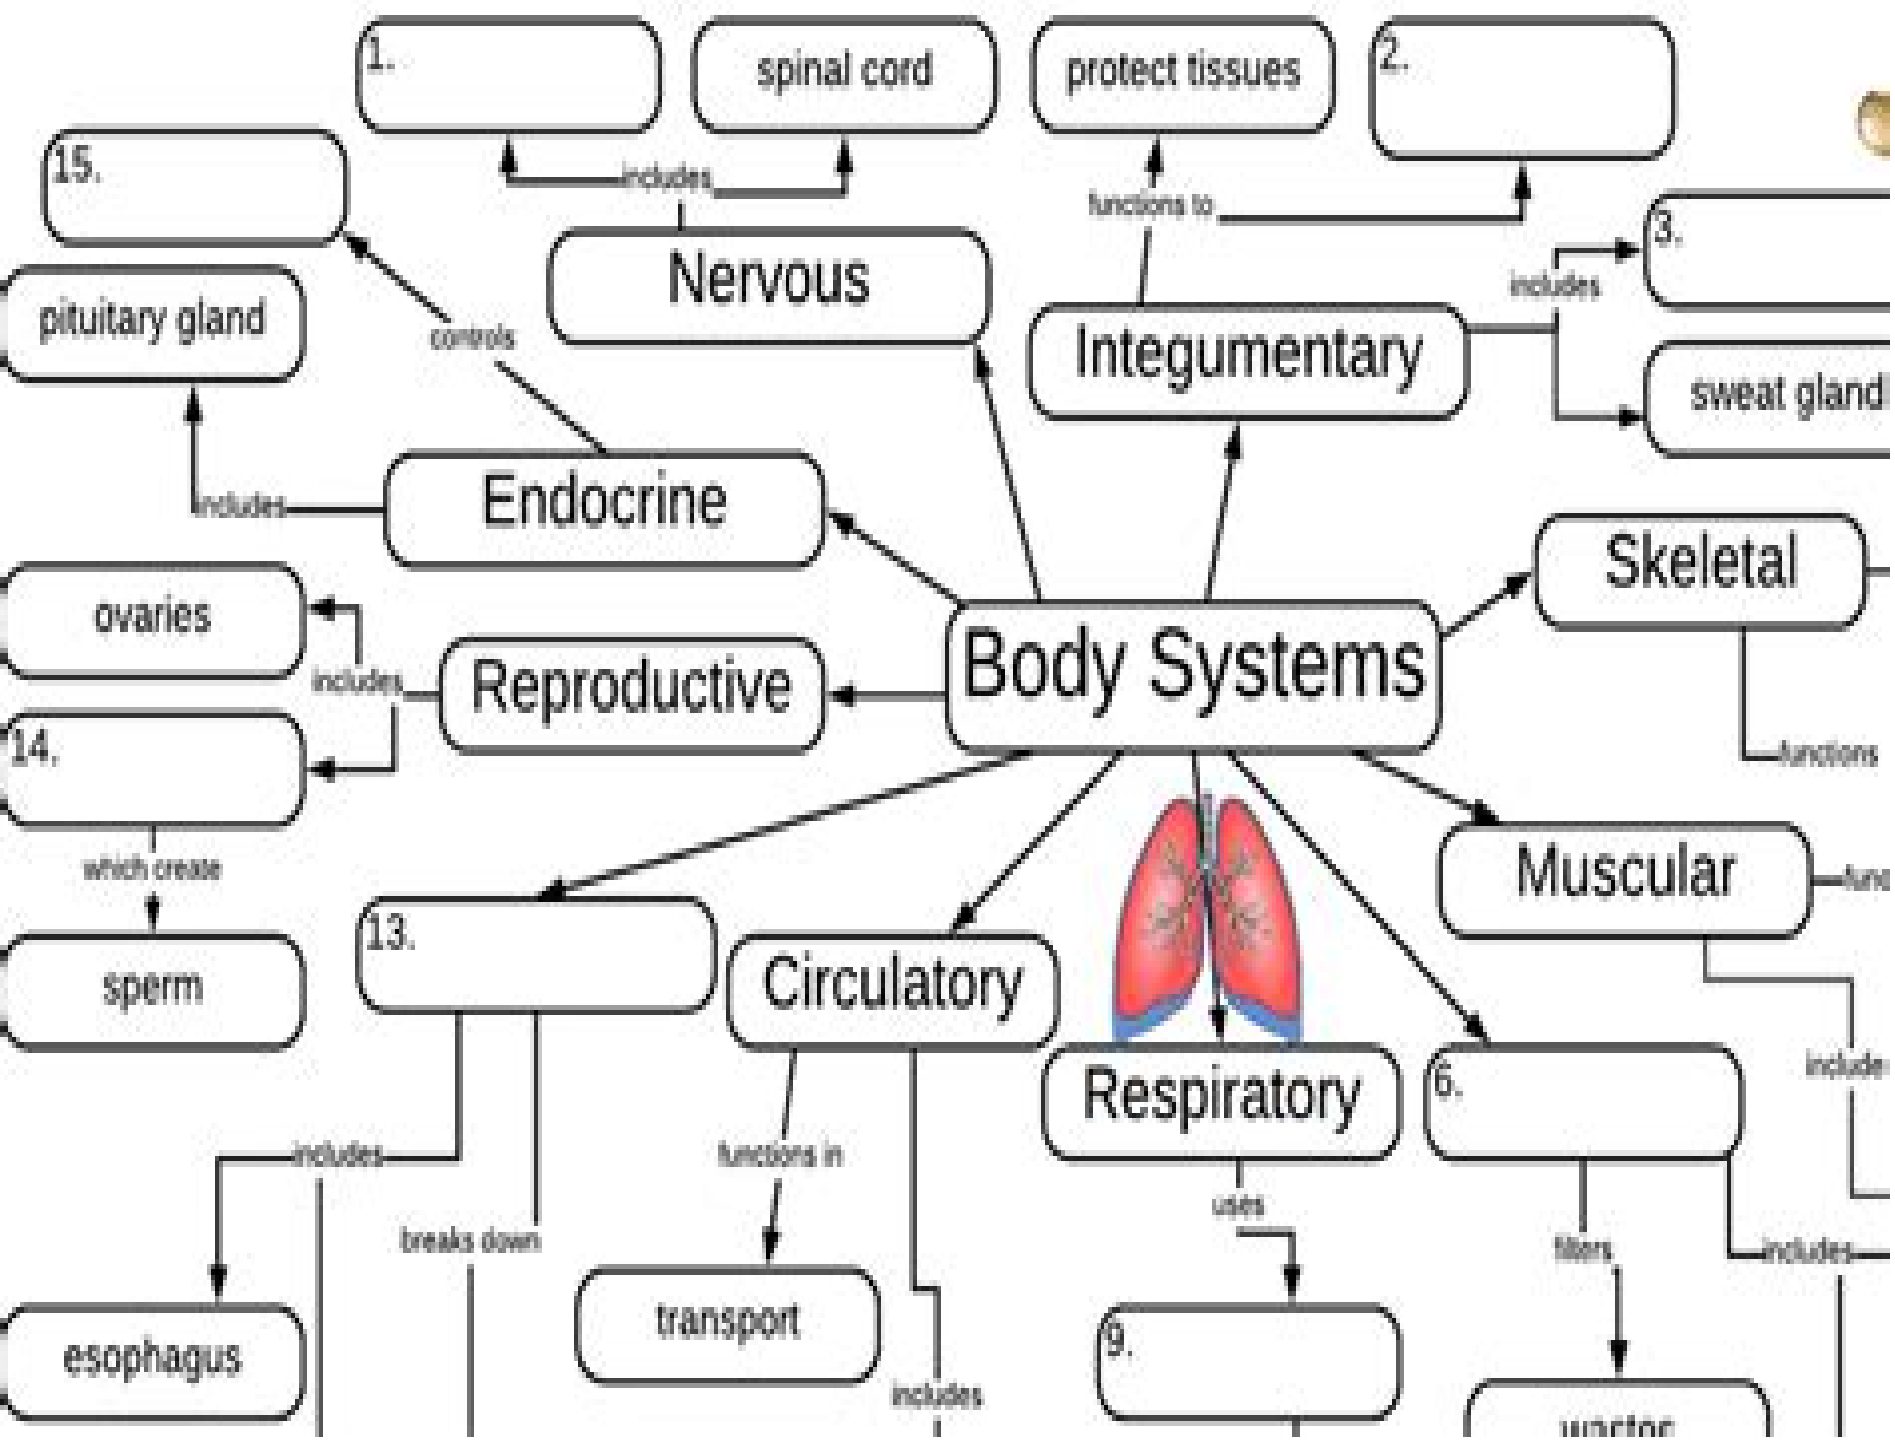 1.
spinal cord
protect tissues
2.
15.
includes
functions to
3.
Nervous
includes
pituitary gland
controls
Integumentary
sweat gland
Endocrine
includes
Skeletal
ovaries
Body Systems
includes
Reproductive
14.
functions
which create
Muscular
func
13.
sperm
Circulatory
Respiratory
6.
include
includes
functions in
uses
breaks down
filters
includes
transport
9.
esophagus
includes